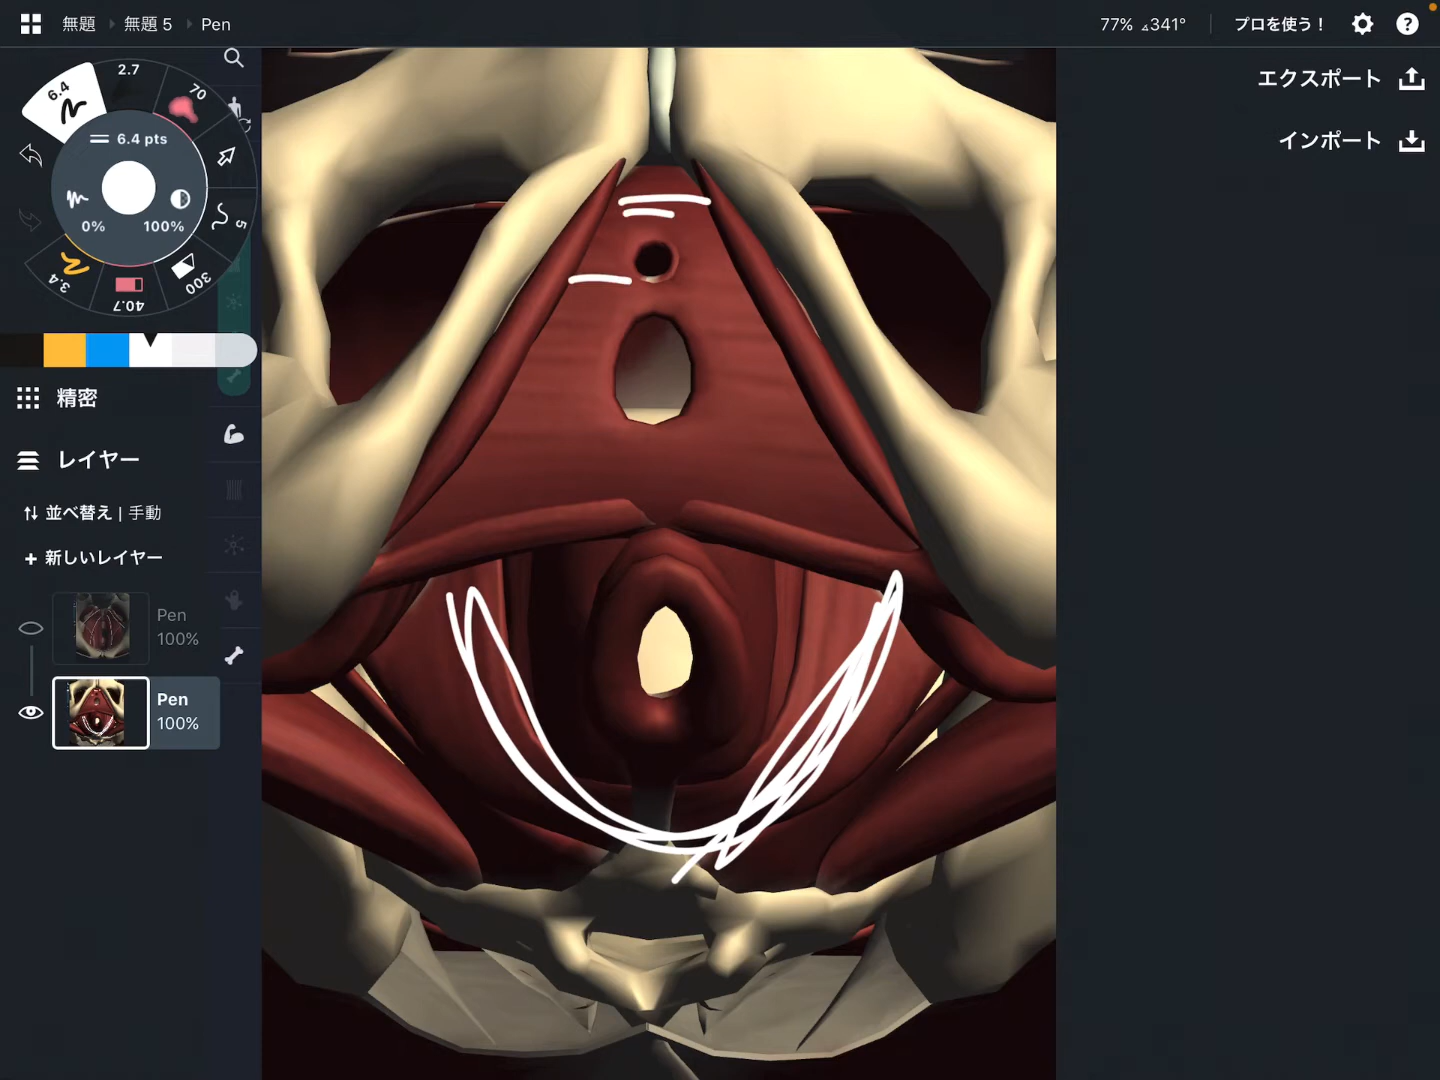 無題 無題 5 Pen
77% ⊿341° プロを使う！
エクスポート
インポート
2.7
6.4
70
6.4 pts
0% 100%
5
300
40.7
3.4
精密
レイヤー
並べ替え | 手動
+ 新しいレイヤー
Pen
100%
Pen
100%